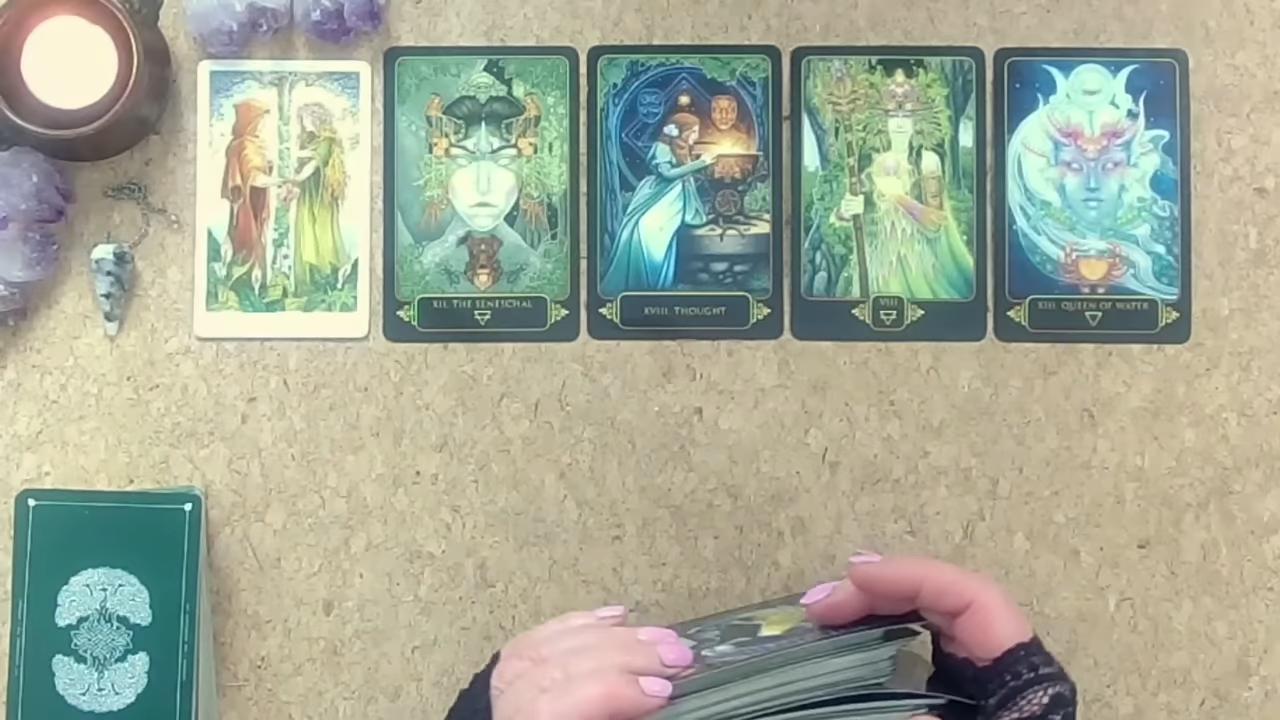 XII. THE SENESCHAL
XVIII. THOUGHT
VIII
XIII. QUEEN OF WATER